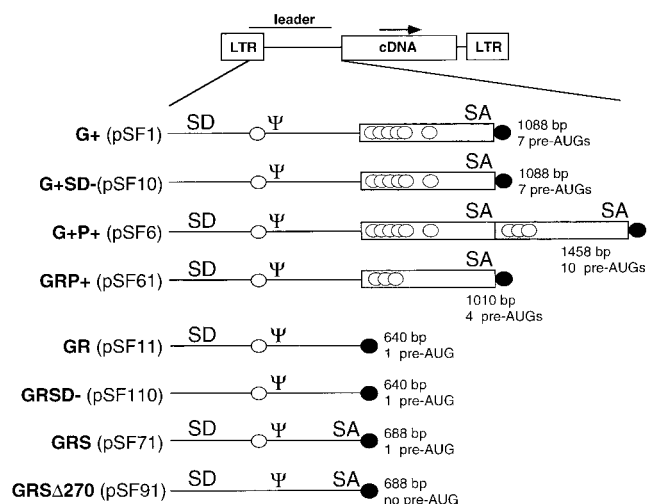 leader
LTR cDNA LTR
SD Ψ SA
G+ (pSF1) 1088 bp
7 pre-AUGs
Ψ SA
G+SD-(pSF10) 1088 bp
7 pre-AUGs
SD Ψ SA SA
G+P+ (pSF6)
1458 bp
10 pre-AUGs
SD Ψ SA
GRP+ (pSF61)
1010 bp
4 pre-AUGs
SD Ψ
GR (pSF11) 640 bp
1 pre-AUG
Ψ
GRSD- (pSF110) 640 bp
1 pre-AUG
SD Ψ SA
GRS (pSF71) 688 bp
1 pre-AUG
SD Ψ SA
GRSΔ270 (pSF91) 688 bp
no pre-AUG